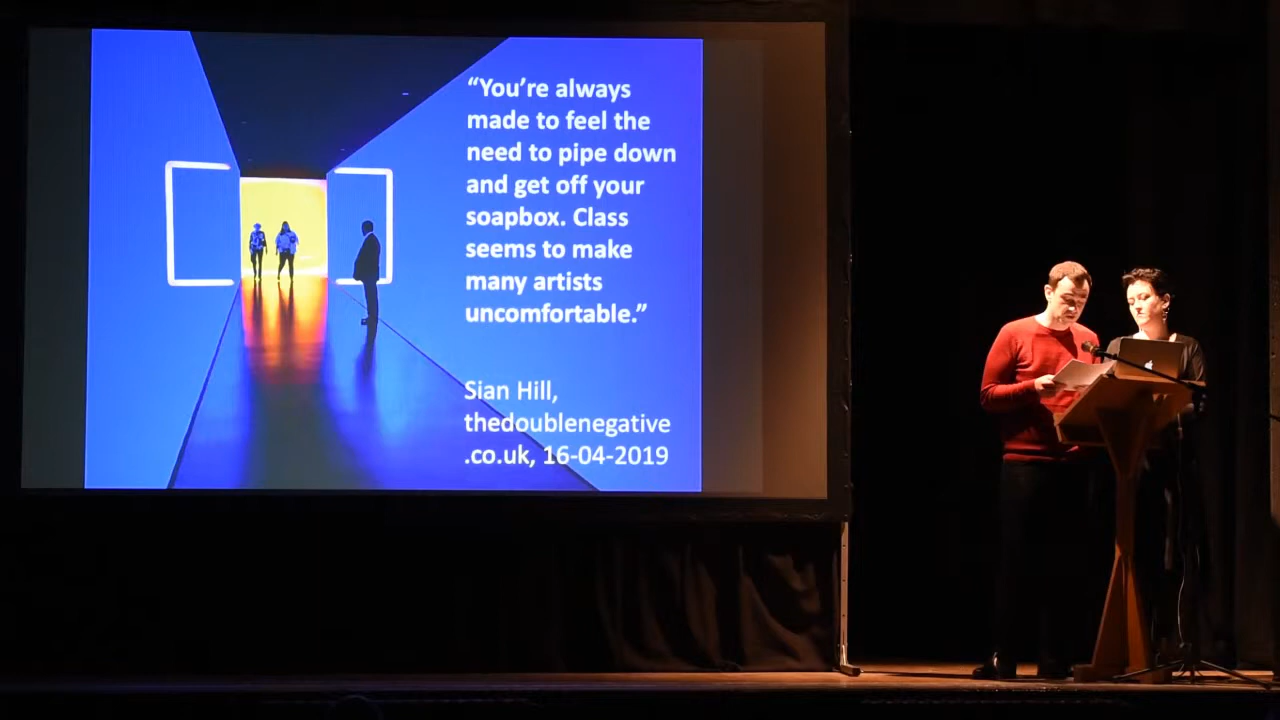 “You’re always
made to feel the
need to pipe down
and get off your
soapbox. Class
seems to make
many artists
uncomfortable.”
Sian Hill,
thedoublenegative
.co.uk, 16-04-2019